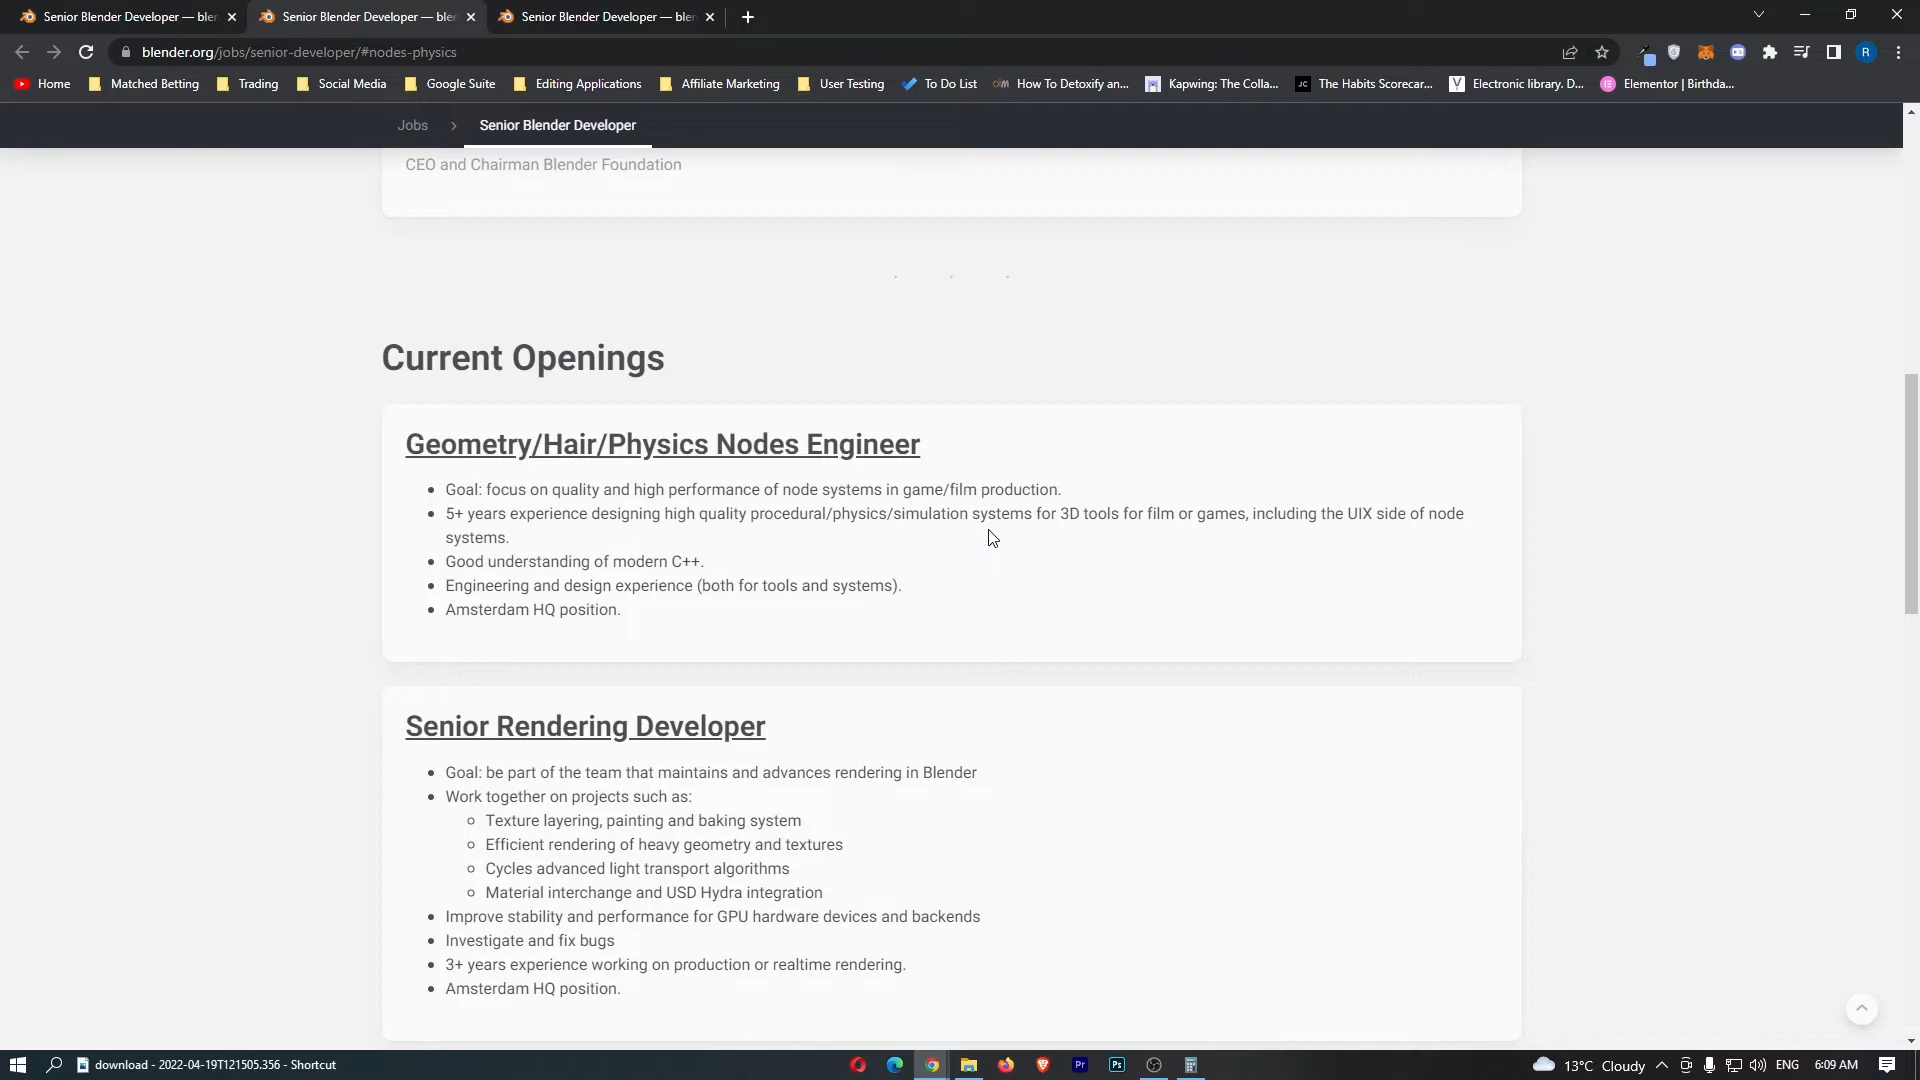 Senior Blender Developer — blen
Senior Blender Developer — blen
Senior Blender Developer — blen
blender.org/jobs/senior-developer/#nodes-physics
R
Home
Matched Betting
Trading
Social Media
Google Suite
Editing Applications
Affiliate Marketing
User Testing
To Do List
How To Detoxify an...
Kapwing: The Colla...
JC
The Habits Scorecar...
V
Electronic library. D...
Elementor | Birthda...
Jobs
Senior Blender Developer
CEO and Chairman Blender Foundation
. . .
Current Openings
Geometry/Hair/Physics Nodes Engineer
• Goal: focus on quality and high performance of node systems in game/film production.
• 5+ years experience designing high quality procedural/physics/simulation systems for 3D tools for film or games, including the UIX side of node
systems.
• Good understanding of modern C++.
• Engineering and design experience (both for tools and systems).
• Amsterdam HQ position.
Senior Rendering Developer
• Goal: be part of the team that maintains and advances rendering in Blender
• Work together on projects such as:
◦ Texture layering, painting and baking system
◦ Efficient rendering of heavy geometry and textures
◦ Cycles advanced light transport algorithms
◦ Material interchange and USD Hydra integration
• Improve stability and performance for GPU hardware devices and backends
• Investigate and fix bugs
• 3+ years experience working on production or realtime rendering.
• Amsterdam HQ position.
download - 2022-04-19T121505.356 - Shortcut
Pr
Ps
13°C Cloudy
ENG
6:09 AM